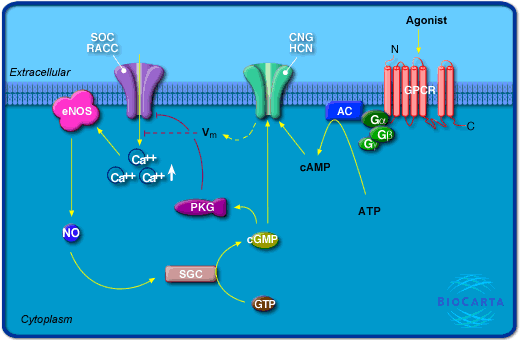 Agonist
SOC
RACC
CNG
HCN
N
Extracellular
GPCR
eNOS
AC
Gα
C
Vm
Gβ
Gγ
Ca++
cAMP
Ca++
Ca++
PKG
ATP
NO
cGMP
SGC
GTP
BIOCARTA
Cytoplasm